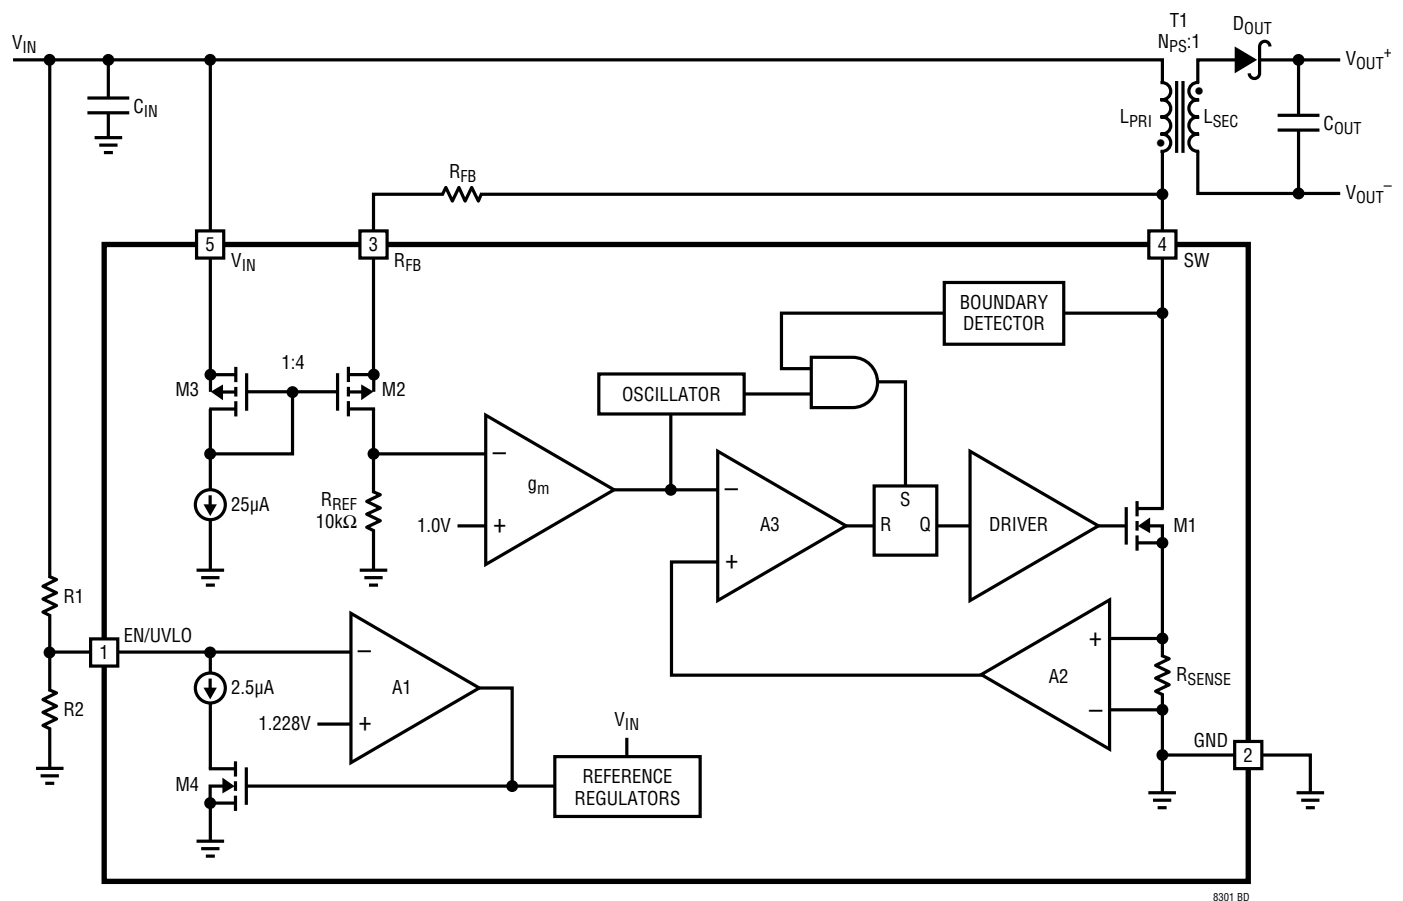 T1
NPS:1
DOUT
VIN
VOUT+
CIN
LPRI
LSEC
COUT
RFB
VOUT–
5
3
4
VIN
RFB
SW
BOUNDARY
DETECTOR
1:4
M3
M2
OSCILLATOR
–
gm
25µA
RREF
10kΩ
1.0V
+
–
A3
+
S
R
Q
DRIVER
M1
R1
EN/UVLO
1
–
A1
2.5µA
1.228V
+
+
A2
–
RSENSE
R2
VIN
GND
2
M4
REFERENCE
REGULATORS
8301 BD